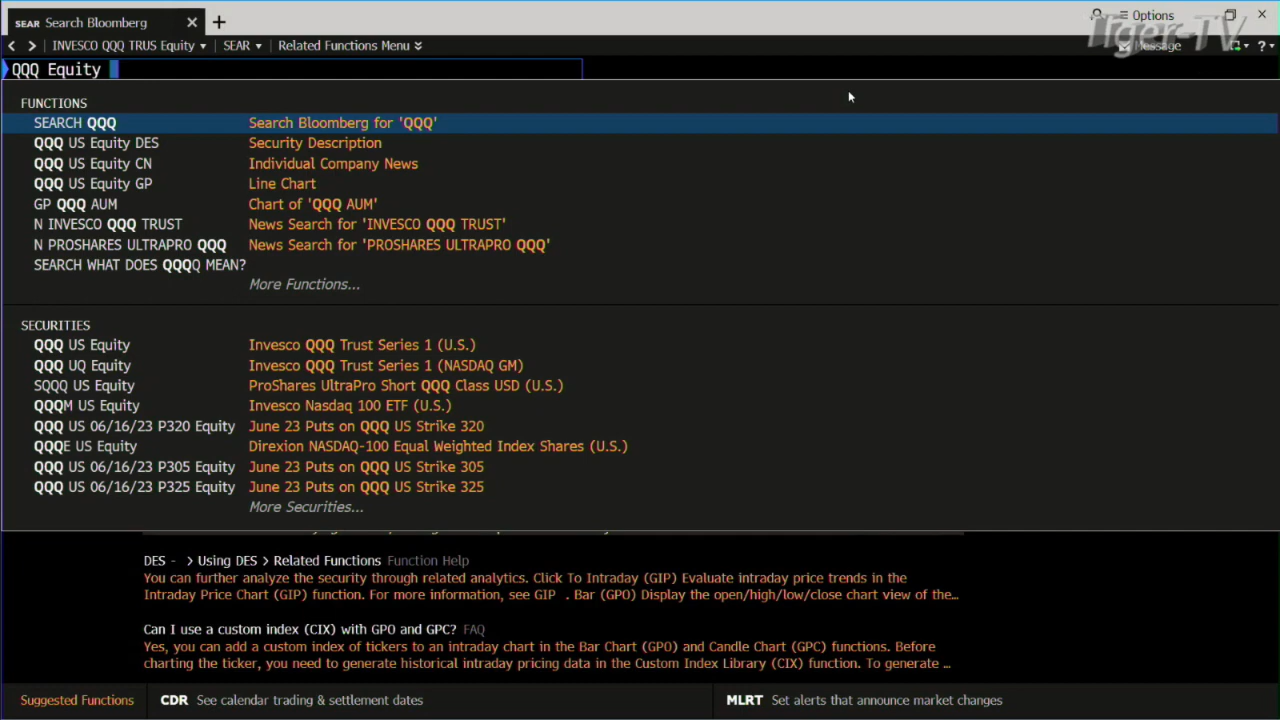 SEAR Search Bloomberg
Options
INVESCO QQQ TRUS Equity SEAR Related Functions Menu
Message
Tiger-TV
QQQ Equity
FUNCTIONS
SEARCH QQQ Search Bloomberg for 'QQQ'
QQQ US Equity DES Security Description
QQQ US Equity CN Individual Company News
QQQ US Equity GP Line Chart
GP QQQ AUM Chart of 'QQQ AUM'
N INVESCO QQQ TRUST News Search for 'INVESCO QQQ TRUST'
N PROSHARES ULTRAPRO QQQ News Search for 'PROSHARES ULTRAPRO QQQ'
SEARCH WHAT DOES QQQQ MEAN?
More Functions...
SECURITIES
QQQ US Equity Invesco QQQ Trust Series 1 (U.S.)
QQQ UQ Equity Invesco QQQ Trust Series 1 (NASDAQ GM)
SQQQ US Equity ProShares UltraPro Short QQQ Class USD (U.S.)
QQQM US Equity Invesco Nasdaq 100 ETF (U.S.)
QQQ US 06/16/23 P320 Equity June 23 Puts on QQQ US Strike 320
QQQE US Equity Direxion NASDAQ-100 Equal Weighted Index Shares (U.S.)
QQQ US 06/16/23 P305 Equity June 23 Puts on QQQ US Strike 305
QQQ US 06/16/23 P325 Equity June 23 Puts on QQQ US Strike 325
More Securities...
DES - > Using DES > Related Functions Function Help
You can further analyze the security through related analytics. Click To Intraday (GIP) Evaluate intraday price trends in the
Intraday Price Chart (GIP) function. For more information, see GIP . Bar (GPO) Display the open/high/low/close chart view of the...
Can I use a custom index (CIX) with GPO and GPC? FAQ
Yes, you can add a custom index of tickers to an intraday chart in the Bar Chart (GPO) and Candle Chart (GPC) functions. Before
charting the ticker, you need to generate historical intraday pricing data in the Custom Index Library (CIX) function. To generate ...
Suggested Functions CDR See calendar trading & settlement dates MLRT Set alerts that announce market changes